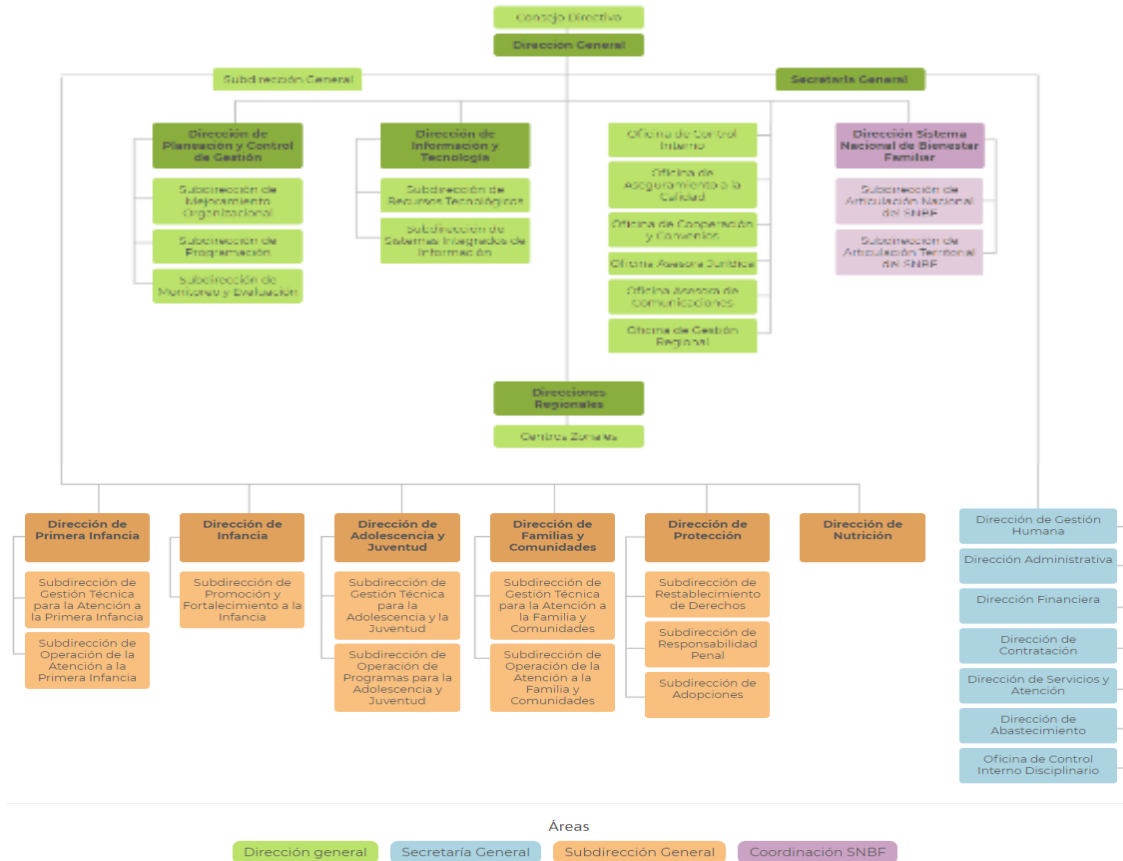 Consejo Directivo
Dirección General
Subdirección General
Secretaría General
Dirección de
Planeación y Control
de Gestión
Subdirección de
Mejoramiento
Organizacional
Subdirección de
Programación
Subdirección de
Monitoreo y Evaluación
Dirección de
Información y
Tecnología
Subdirección de
Recursos Tecnológicos
Subdirección de
Sistemas Integrados de
Información
Oficina de Control
Interno
Oficina de
Aseguramiento a la
Calidad
Oficina de Cooperación
y Convenios
Oficina Asesora Jurídica
Oficina Asesora de
Comunicaciones
Oficina de Gestión
Regional
Dirección Sistema
Nacional de Bienestar
Familiar
Subdirección de
Articulación Nacional
del SNBF
Subdirección de
Articulación Territorial
del SNBF
Direcciones
Regionales
Centros Zonales
Dirección de
Primera Infancia
Subdirección de
Gestión Técnica
para la Atención a
la Primera Infancia
Subdirección de
Operación de la
Atención a la
Primera Infancia
Dirección de
Infancia
Subdirección de
Promoción y
Fortalecimiento a la
Infancia
Dirección de
Adolescencia y
Juventud
Subdirección de
Gestión Técnica
para la
Adolescencia y la
Juventud
Subdirección de
Operación de
Programas para la
Adolescencia y
Juventud
Dirección de
Familias y
Comunidades
Subdirección de
Gestión Técnica
para la Atención a
la Familia y
Comunidades
Subdirección de
Operación de la
Atención a la
Familia y
Comunidades
Dirección de
Protección
Subdirección de
Restablecimiento
de Derechos
Subdirección de
Responsabilidad
Penal
Subdirección de
Adopciones
Dirección de
Nutrición
Dirección de Gestión
Humana
Dirección Administrativa
Dirección Financiera
Dirección de
Contratación
Dirección de Servicios y
Atención
Dirección de
Abastecimiento
Oficina de Control
Interno Disciplinario
Áreas
Dirección general
Secretaría General
Subdirección General
Coordinación SNBF